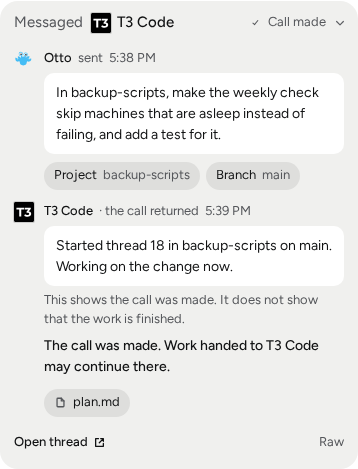 Messaged T3 T3 Code ✓ Call made
Otto sent 5:38 PM
In backup-scripts, make the weekly check
skip machines that are asleep instead of
failing, and add a test for it.
Project backup-scripts Branch main
T3 T3 Code · the call returned 5:39 PM
Started thread 18 in backup-scripts on main.
Working on the change now.
This shows the call was made. It does not show
that the work is finished.
The call was made. Work handed to T3 Code
may continue there.
plan.md
Open thread Raw